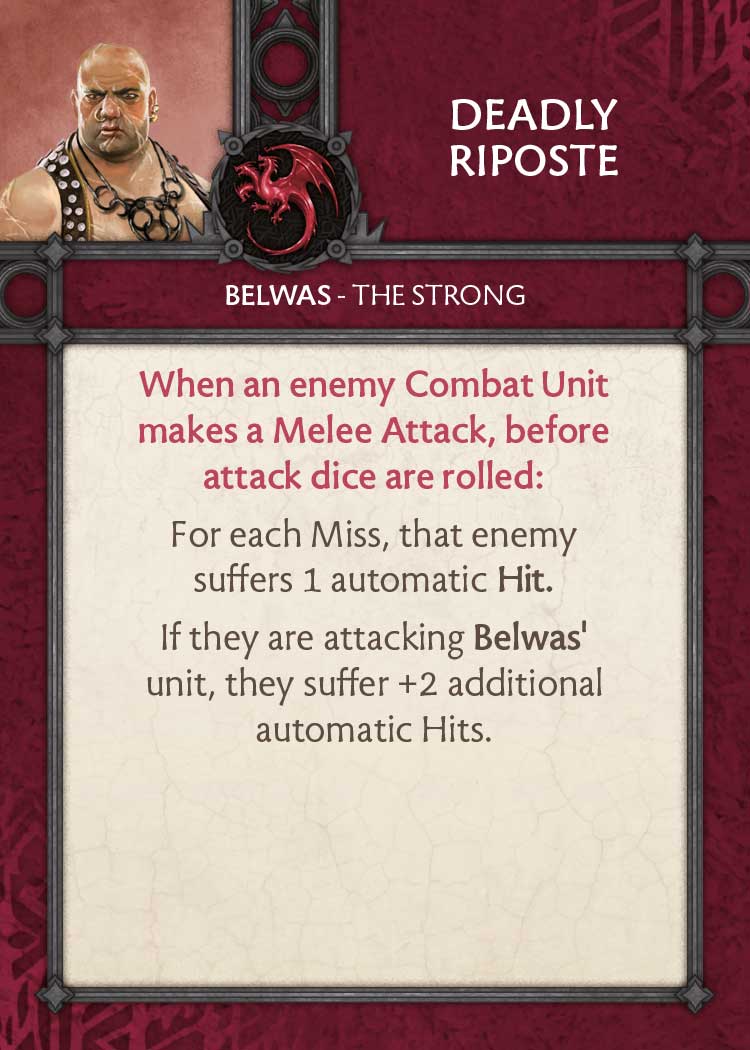 DEADLY
RIPOSTE
BELWAS - THE STRONG
When an enemy Combat Unit
makes a Melee Attack, before
attack dice are rolled:
For each Miss, that enemy
suffers 1 automatic Hit.
If they are attacking Belwas'
unit, they suffer +2 additional
automatic Hits.